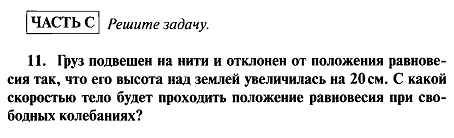 ЧАСТЬ С Решите задачу.
11. Груз подвешен на нити и отклонен от положения равнове-
сия так, что его высота над землей увеличилась на 20 см. С какой
скоростью тело будет проходить положение равновесия при сво-
бодных колебаниях?